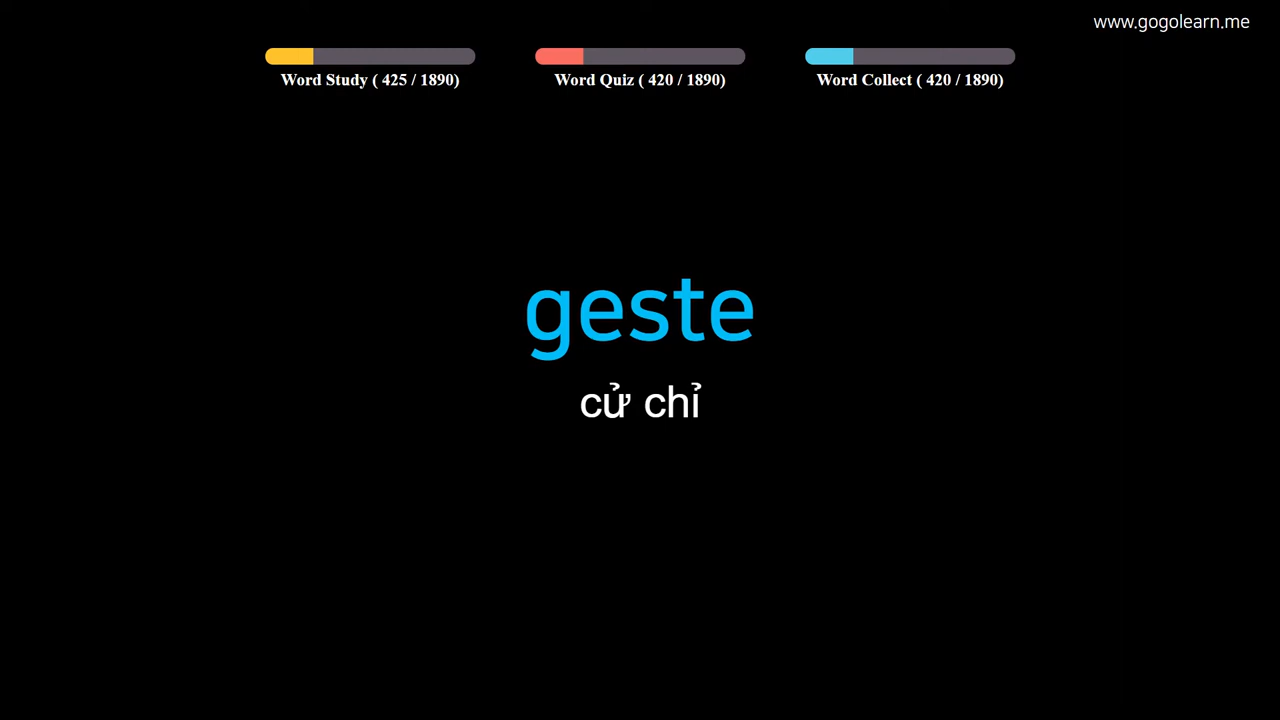 www.gogolearn.me
Word Study ( 425 / 1890)
Word Quiz ( 420 / 1890)
Word Collect ( 420 / 1890)
geste
cử chỉ